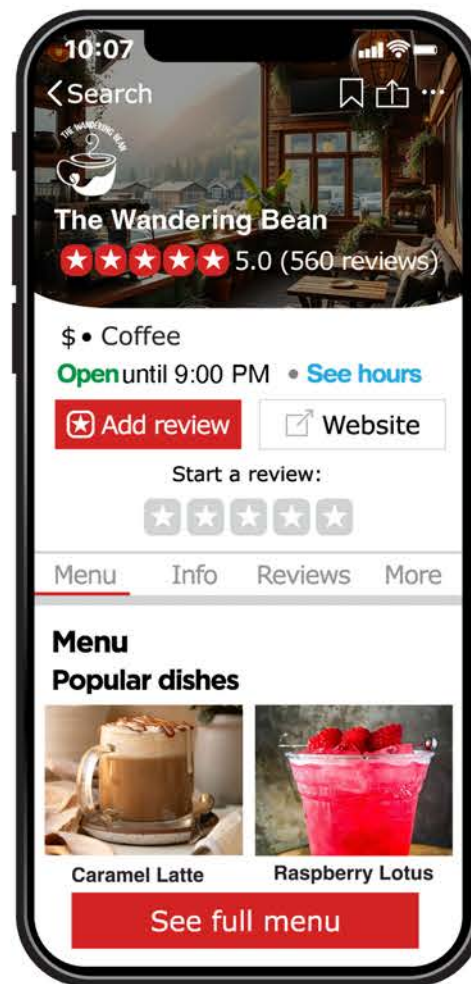 10:07
Search
THE WANDERING BEAN
The Wandering Bean
5.0 (560 reviews)
$ • Coffee
Open until 9:00 PM • See hours
Add review
Website
Start a review:
Menu Info Reviews More
Menu
Popular dishes
Caramel Latte
Raspberry Lotus
See full menu